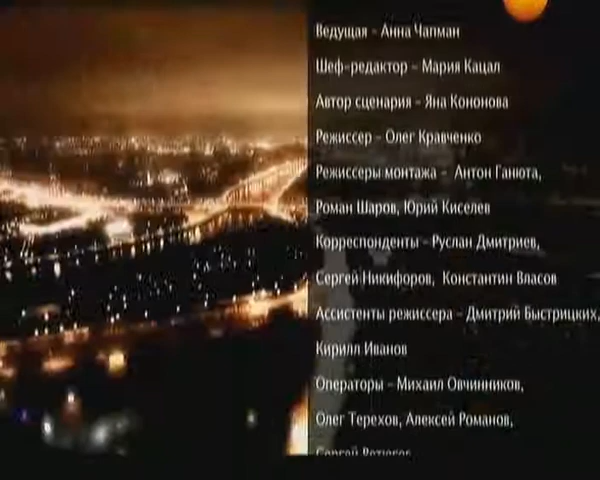 Ведущая - Анна Чапман
Шеф-редактор - Мария Кацал
Автор сценария - Яна Кононова
Режиссер - Олег Кравченко
Режиссеры монтажа - Антон Ганюта,
Роман Шаров, Юрий Киселев
Корреспонденты - Руслан Дмитриев,
Сергей Никифоров, Константин Власов
Ассистенты режиссера - Дмитрий Быстрицких,
Кирилл Иванов
Операторы - Михаил Овчинников,
Олег Терехов, Алексей Романов,
Сергей